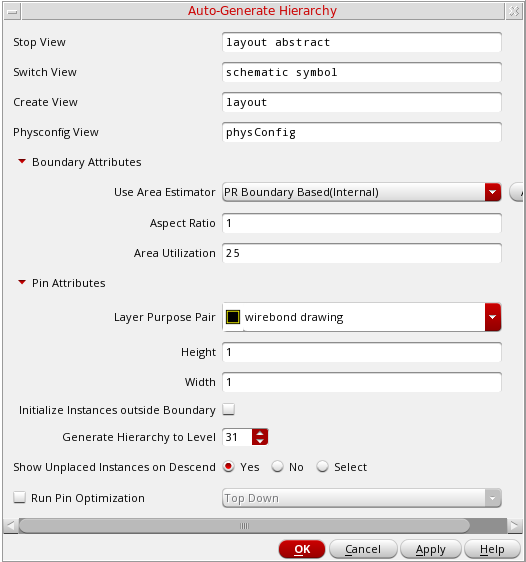 Auto-Generate Hierarchy
Stop View layout abstract
Switch View schematic symbol
Create View layout
Physconfig View physConfig
Boundary Attributes
Use Area Estimator PR Boundary Based(Internal)
Aspect Ratio 1
Area Utilization 25
Pin Attributes
Layer Purpose Pair wirebond drawing
Height 1
Width 1
Initialize Instances outside Boundary
Generate Hierarchy to Level 31
Show Unplaced Instances on Descend Yes No Select
Run Pin Optimization Top Down
OK Cancel Apply Help